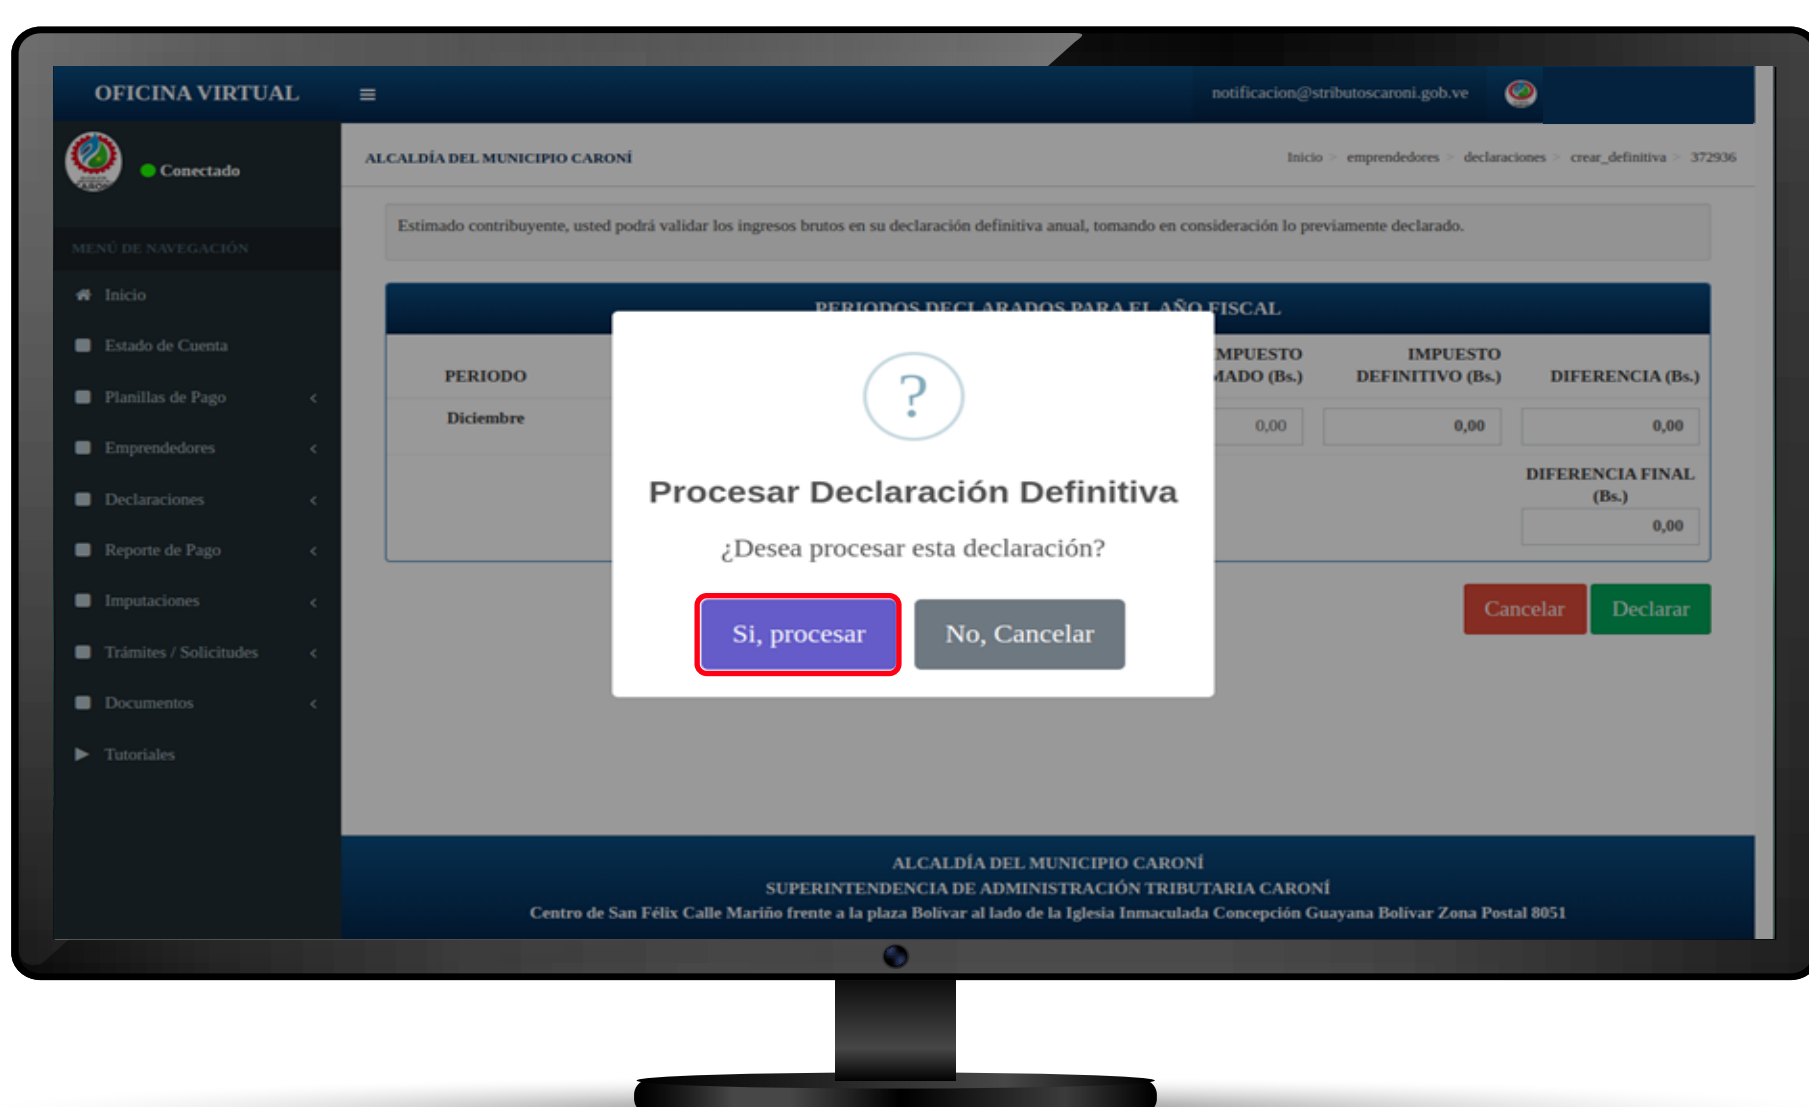 OFICINA VIRTUAL
notificacion@stributoscaroni.gob.ve
Conectado
ALCALDÍA DEL MUNICIPIO CARONÍ
Inicio > emprendedores > declaraciones > crear_definitiva > 372936
Estimado contribuyente, usted podrá validar los ingresos brutos en su declaración definitiva anual, tomando en consideración lo previamente declarado.
MENÚ DE NAVEGACIÓN
Inicio
Estado de Cuenta
Planillas de Pago
Emprendedores
Declaraciones
Reporte de Pago
Imputaciones
Trámites / Solicitudes
Documentos
Tutoriales
PERIODOS DECLARADOS PARA EL AÑO FISCAL
PERIODO
IMPUESTO
DEFINITIVO (Bs.)
DIFERENCIA (Bs.)
Diciembre
0,00
0,00
0,00
DIFERENCIA FINAL
(Bs.)
0,00
Cancelar
Declarar
?
Procesar Declaración Definitiva
¿Desea procesar esta declaración?
Si, procesar
No, Cancelar
ALCALDÍA DEL MUNICIPIO CARONÍ
SUPERINTENDENCIA DE ADMINISTRACIÓN TRIBUTARIA CARONÍ
Centro de San Félix Calle Mariño frente a la plaza Bolívar al lado de la Iglesia Inmaculada Concepción Guayana Bolívar Zona Postal 8051